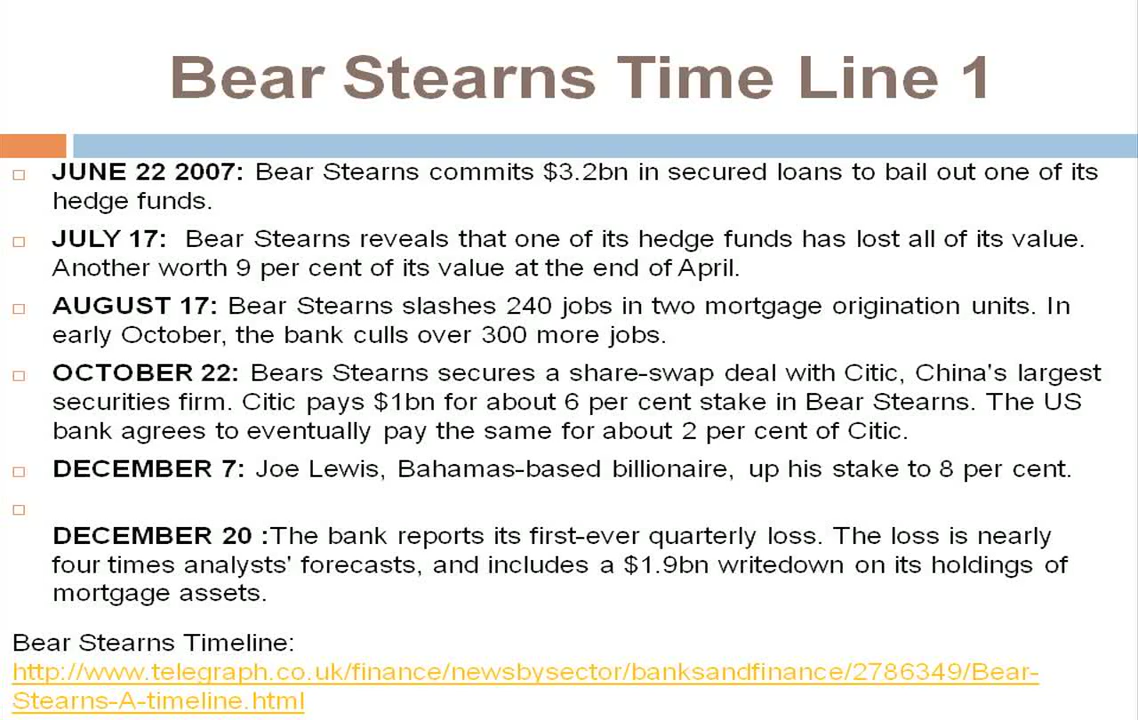 Bear Stearns Time Line 1
JUNE 22 2007: Bear Stearns commits $3.2bn in secured loans to bail out one of its
hedge funds.
JULY 17: Bear Stearns reveals that one of its hedge funds has lost all of its value.
Another worth 9 per cent of its value at the end of April.
AUGUST 17: Bear Stearns slashes 240 jobs in two mortgage origination units. In
early October, the bank culls over 300 more jobs.
OCTOBER 22: Bears Stearns secures a share-swap deal with Citic, China's largest
securities firm. Citic pays $1bn for about 6 per cent stake in Bear Stearns. The US
bank agrees to eventually pay the same for about 2 per cent of Citic.
DECEMBER 7: Joe Lewis, Bahamas-based billionaire, up his stake to 8 per cent.
DECEMBER 20 :The bank reports its first-ever quarterly loss. The loss is nearly
four times analysts' forecasts, and includes a $1.9bn writedown on its holdings of
mortgage assets.
Bear Stearns Timeline:
http://www.telegraph.co.uk/finance/newsbysector/banksandfinance/2786349/Bear-
Stearns-A-timeline.html